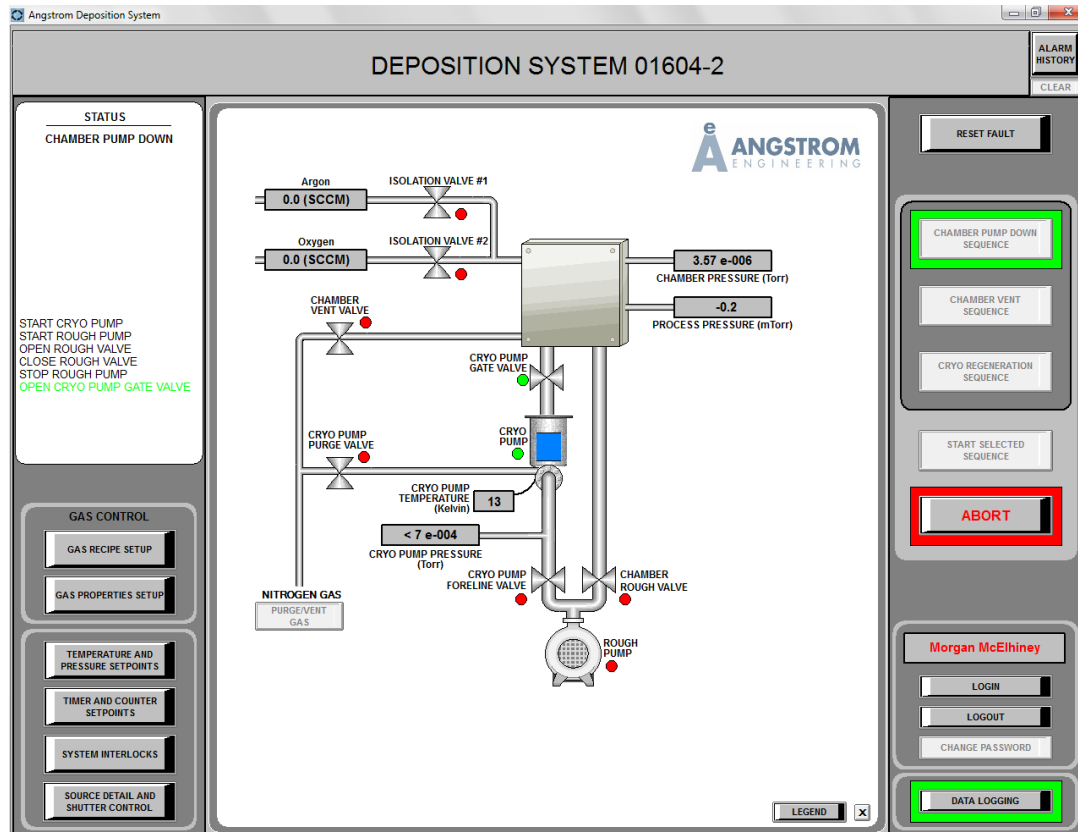 Angstrom Deposition System
DEPOSITION SYSTEM 01604-2
ALARM
HISTORY
CLEAR
STATUS
CHAMBER PUMP DOWN
START CRYO PUMP
START ROUGH PUMP
OPEN ROUGH VALVE
CLOSE ROUGH VALVE
STOP ROUGH PUMP
OPEN CRYO PUMP GATE VALVE
GAS CONTROL
GAS RECIPE SETUP
GAS PROPERTIES SETUP
TEMPERATURE AND
PRESSURE SETPOINTS
TIMER AND COUNTER
SETPOINTS
SYSTEM INTERLOCKS
SOURCE DETAIL AND
SHUTTER CONTROL
e
A ANGSTROM
ENGINEERING
Argon
0.0 (SCCM)
ISOLATION VALVE #1
Oxygen
0.0 (SCCM)
ISOLATION VALVE #2
3.57 e-006
CHAMBER PRESSURE (Torr)
-0.2
PROCESS PRESSURE (mTorr)
CHAMBER
VENT VALVE
CRYO PUMP
GATE VALVE
CRYO
PUMP
CRYO PUMP
PURGE VALVE
CRYO PUMP
TEMPERATURE
(Kelvin)
13
< 7 e-004
CRYO PUMP PRESSURE
(Torr)
CRYO PUMP
FORELINE VALVE
CHAMBER
ROUGH VALVE
NITROGEN GAS
PURGE/VENT
GAS
ROUGH
PUMP
LEGEND
X
RESET FAULT
CHAMBER PUMP DOWN
SEQUENCE
CHAMBER VENT
SEQUENCE
CRYO REGENERATION
SEQUENCE
START SELECTED
SEQUENCE
ABORT
Morgan McElhiney
LOGIN
LOGOUT
CHANGE PASSWORD
DATA LOGGING